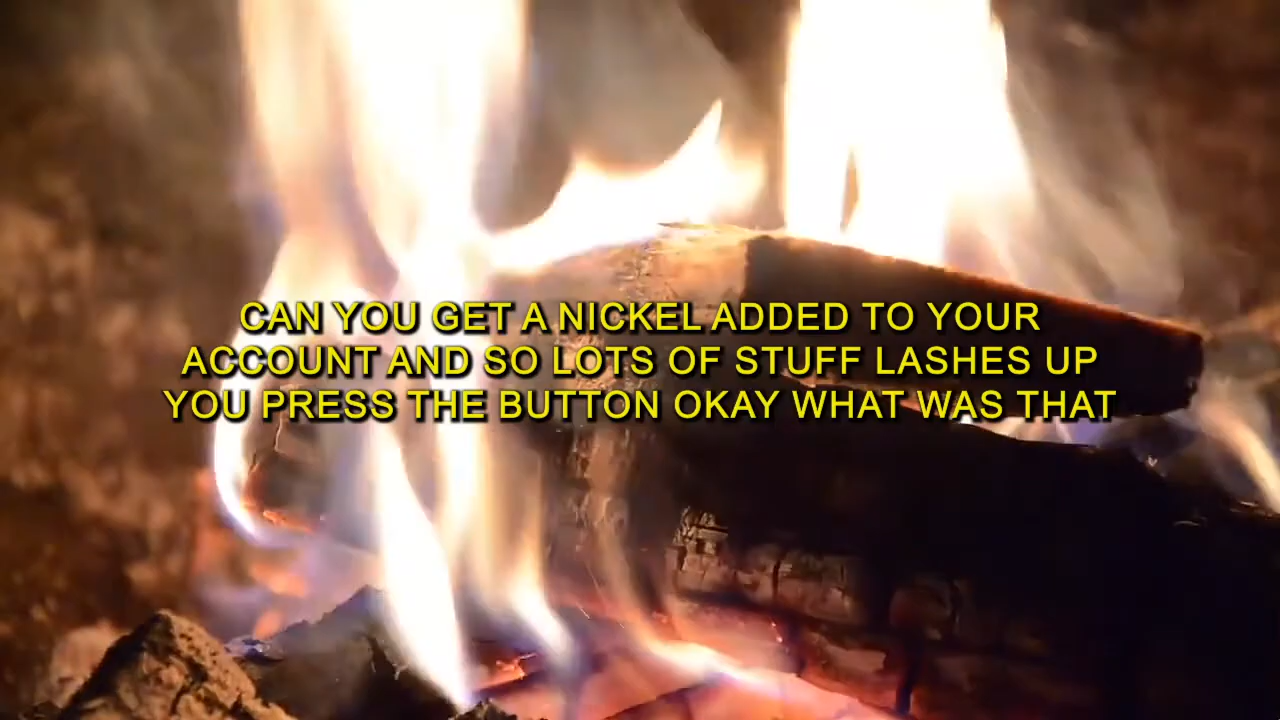 CAN YOU GET A NICKEL ADDED TO YOUR
ACCOUNT AND SO LOTS OF STUFF LASHES UP
YOU PRESS THE BUTTON OKAY WHAT WAS THAT